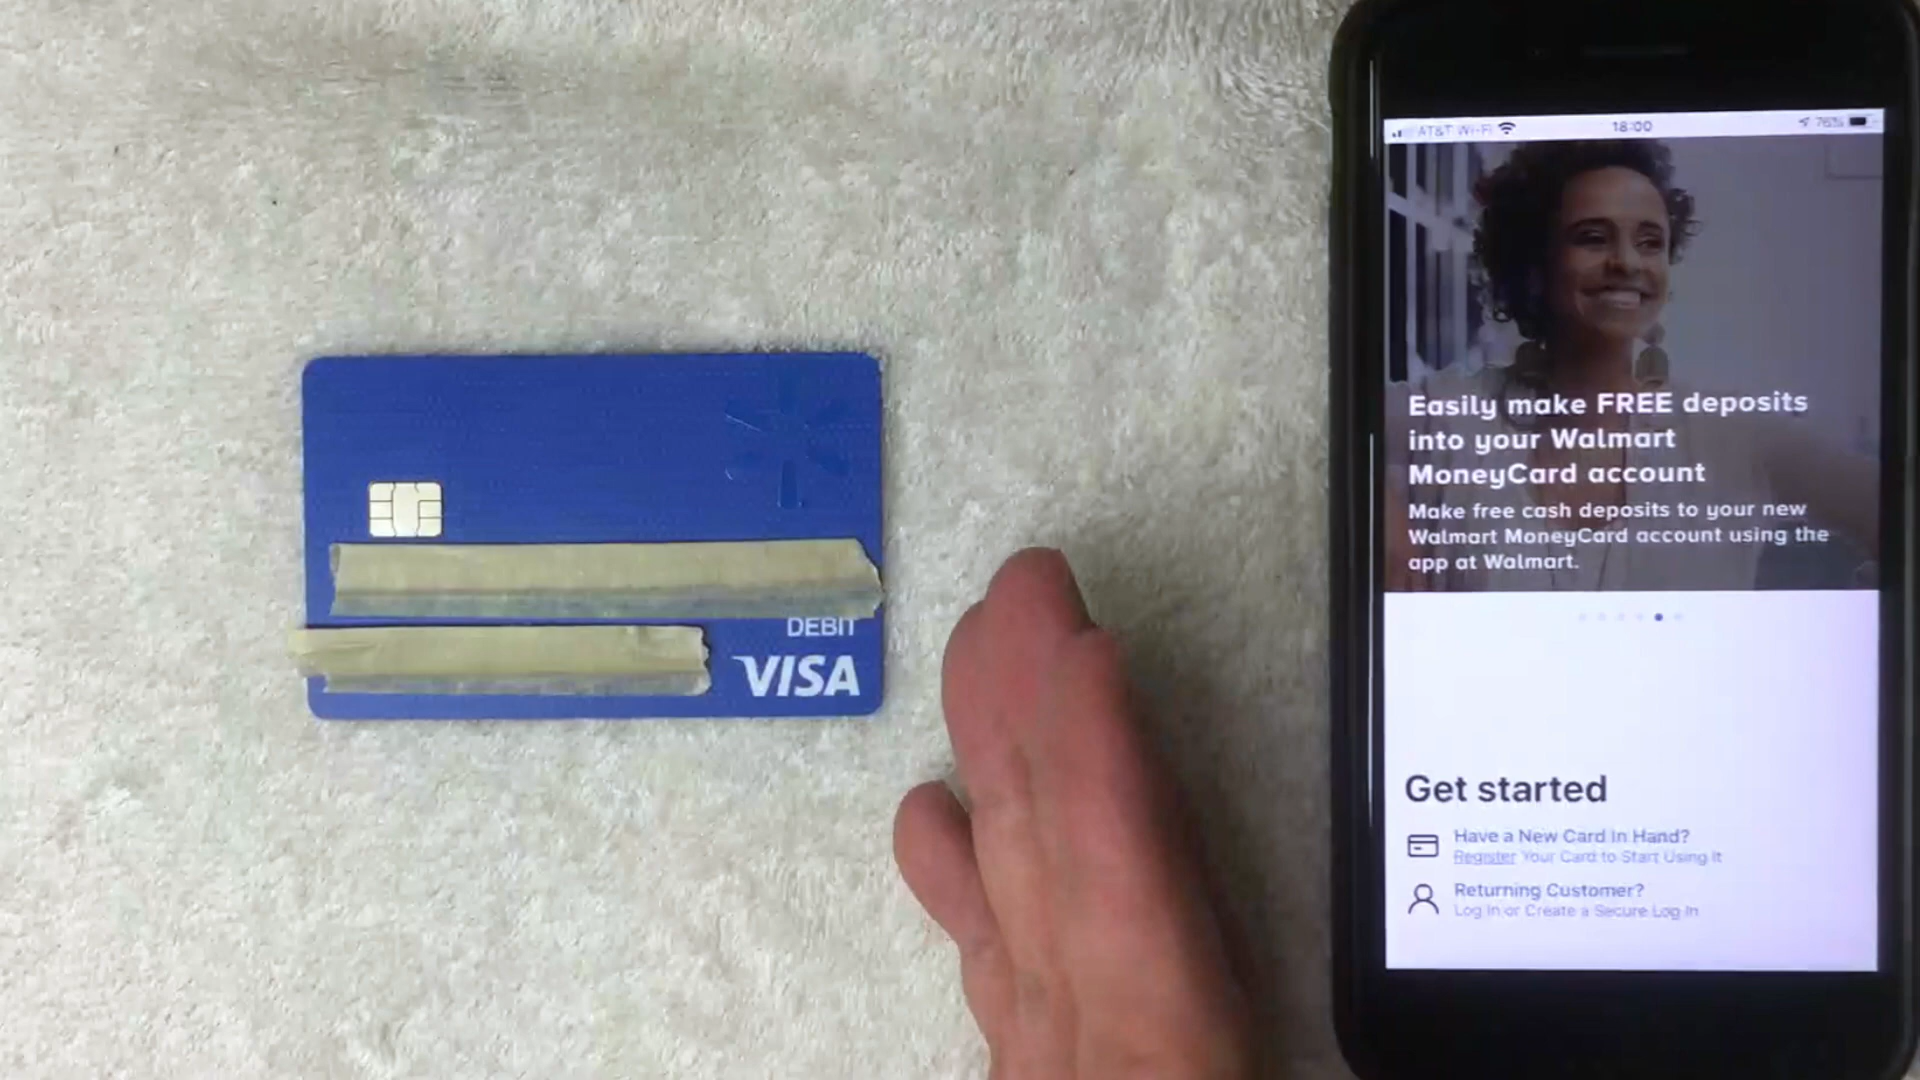 DEBIT
VISA
AT&T Wi-Fi
18:00
76%
Easily make FREE deposits
into your Walmart
MoneyCard account
Make free cash deposits to your new
Walmart MoneyCard account using the
app at Walmart.
Get started
Have a New Card In Hand?
Register Your Card to Start Using It
Returning Customer?
Log In or Create a Secure Log In